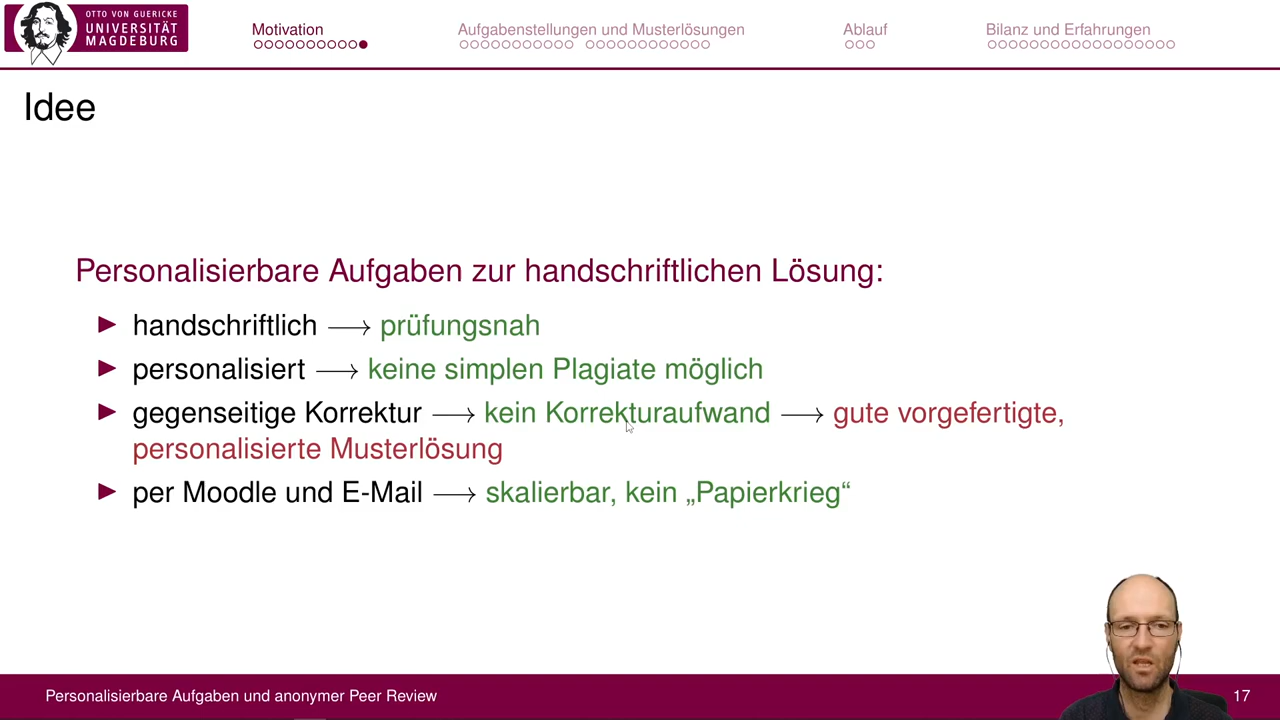 OTTO VON GUERICKE
UNIVERSITÄT
MAGDEBURG
Motivation
Aufgabenstellungen und Musterlösungen
Ablauf
Bilanz und Erfahrungen
Idee
Personalisierbare Aufgaben zur handschriftlichen Lösung:
handschriftlich ⟶ prüfungsnah
personalisiert ⟶ keine simplen Plagiate möglich
gegenseitige Korrektur ⟶ kein Korrekturaufwand ⟶ gute vorgefertigte,
personalisierte Musterlösung
per Moodle und E-Mail ⟶ skalierbar, kein „Papierkrieg“
Personalisierbare Aufgaben und anonymer Peer Review
17